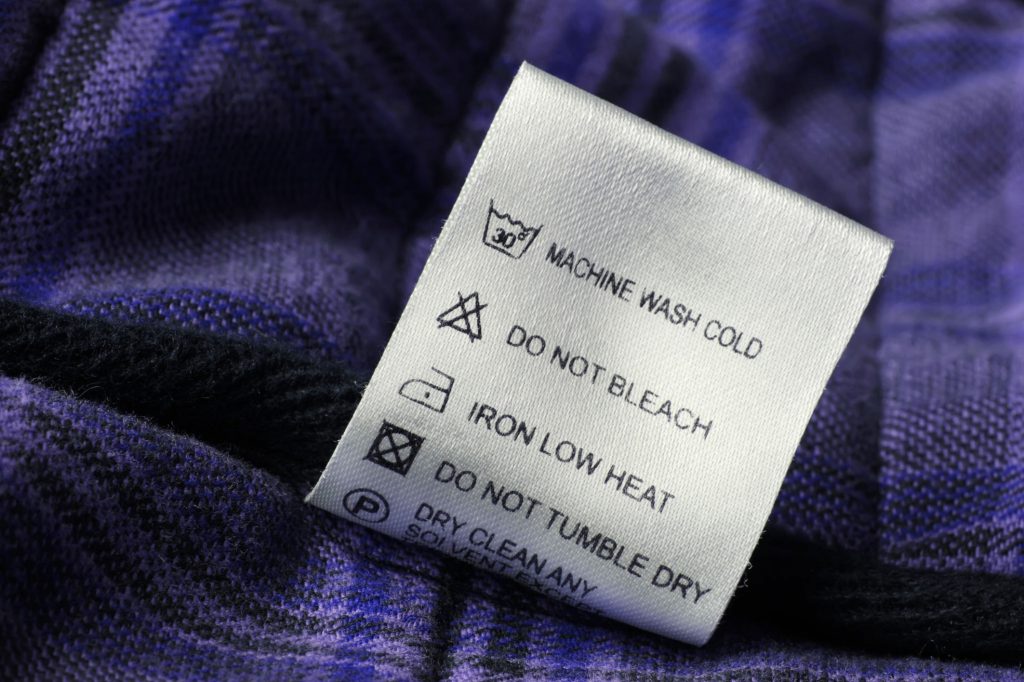 30° MACHINE WASH COLD
DO NOT BLEACH
IRON LOW HEAT
DO NOT TUMBLE DRY
P DRY CLEAN ANY
SOLVENT